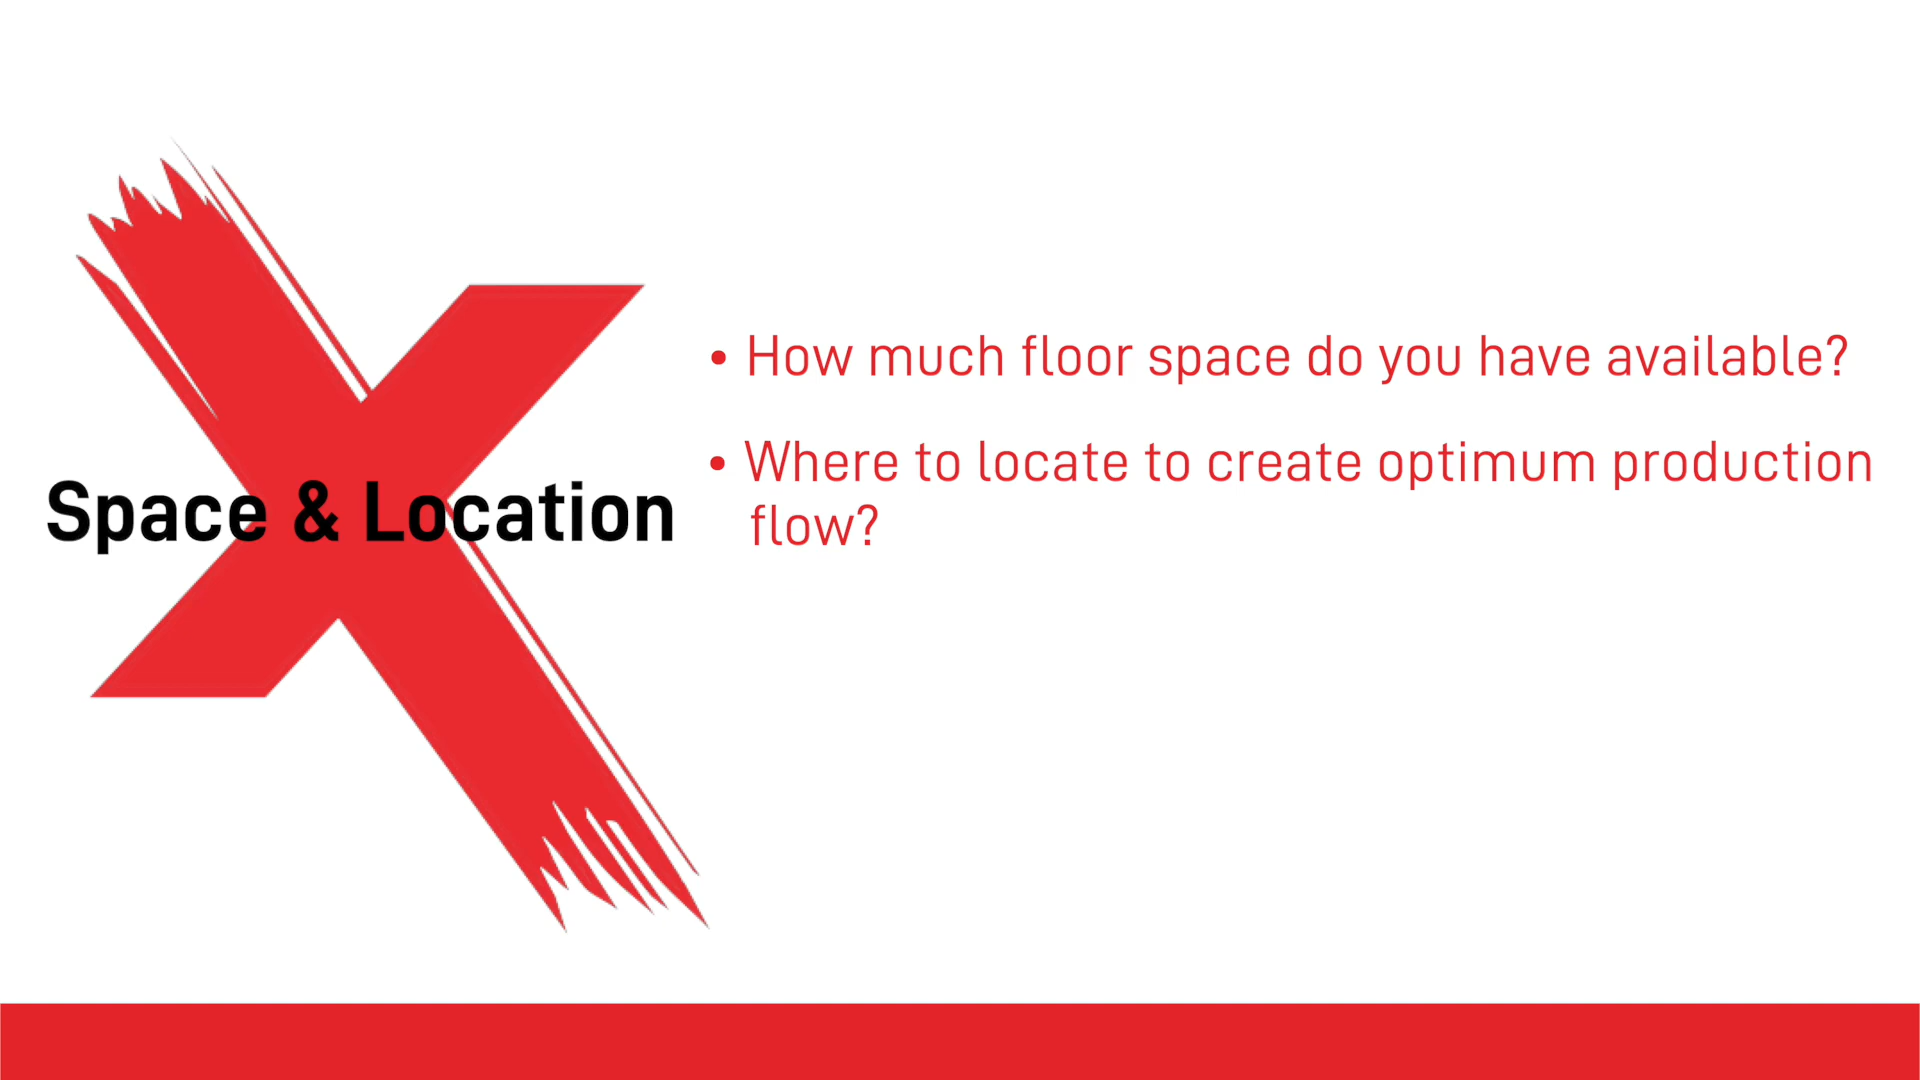 Space & Location
• How much floor space do you have available?
• Where to locate to create optimum production
flow?